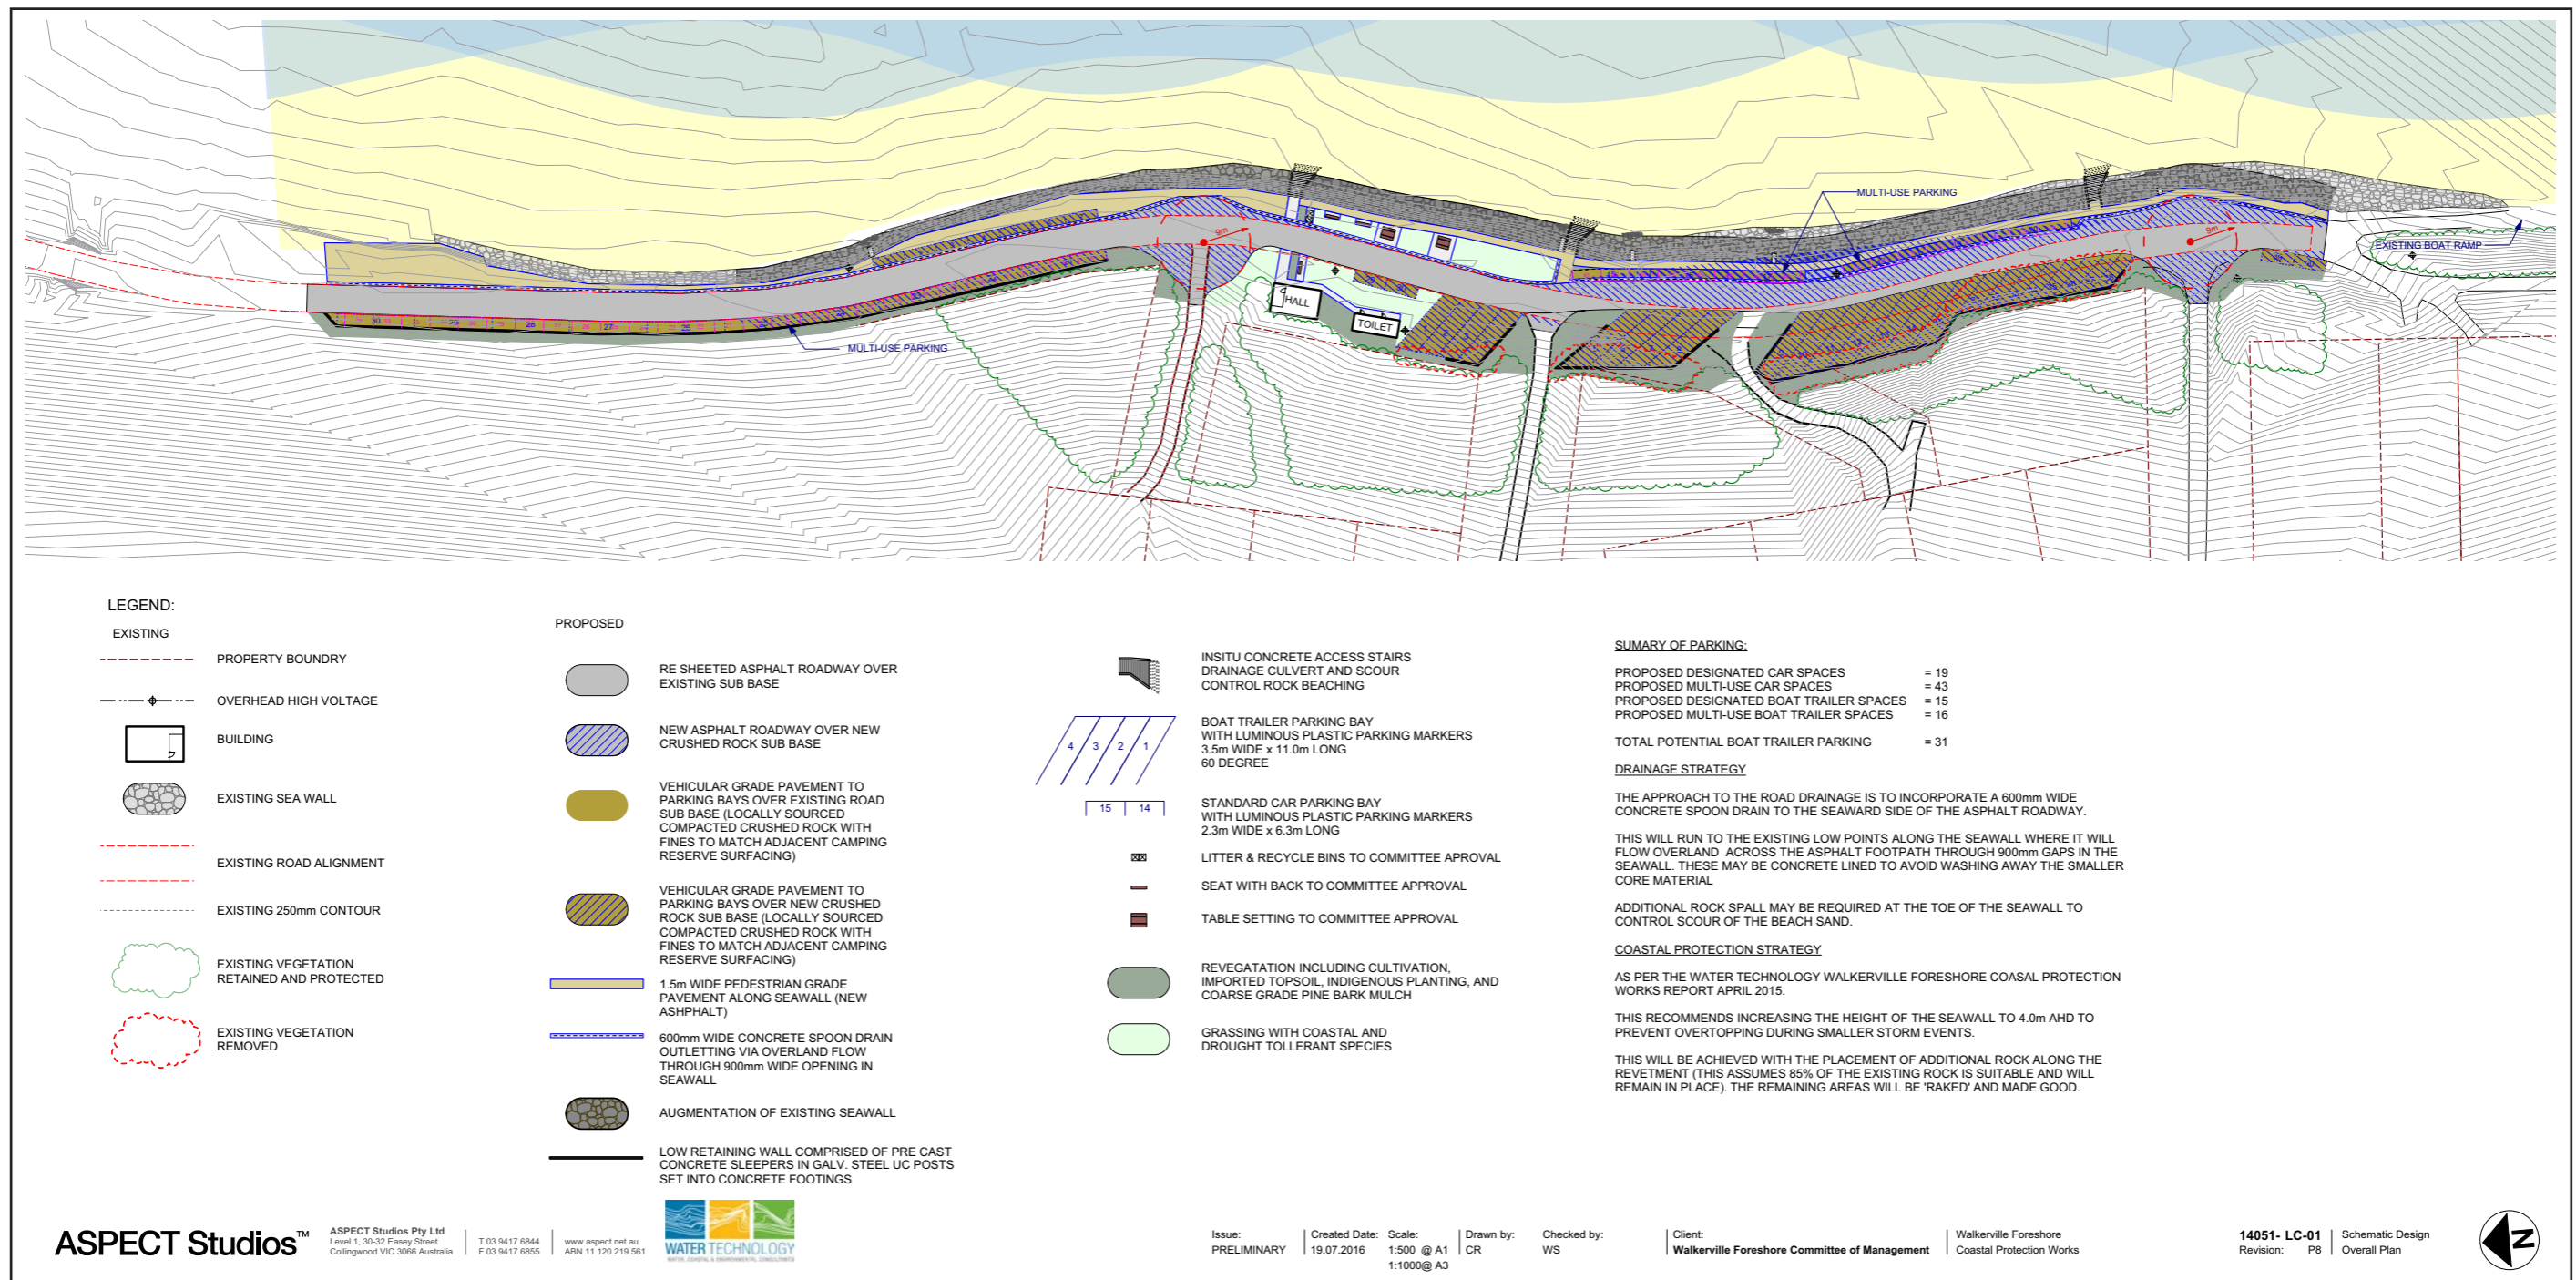 MULTI-USE PARKING
9m
9m
EXISTING BOAT RAMP
HALL
TOILET
MULTI-USE PARKING
30
29
28
27
26
LEGEND:
EXISTING
PROPERTY BOUNDRY
OVERHEAD HIGH VOLTAGE
BUILDING
EXISTING SEA WALL
EXISTING ROAD ALIGNMENT
EXISTING 250mm CONTOUR
EXISTING VEGETATION
RETAINED AND PROTECTED
EXISTING VEGETATION
REMOVED
PROPOSED
RE SHEETED ASPHALT ROADWAY OVER
EXISTING SUB BASE
NEW ASPHALT ROADWAY OVER NEW
CRUSHED ROCK SUB BASE
VEHICULAR GRADE PAVEMENT TO
PARKING BAYS OVER EXISTING ROAD
SUB BASE (LOCALLY SOURCED
COMPACTED CRUSHED ROCK WITH
FINES TO MATCH ADJACENT CAMPING
RESERVE SURFACING)
VEHICULAR GRADE PAVEMENT TO
PARKING BAYS OVER NEW CRUSHED
ROCK SUB BASE (LOCALLY SOURCED
COMPACTED CRUSHED ROCK WITH
FINES TO MATCH ADJACENT CAMPING
RESERVE SURFACING)
1.5m WIDE PEDESTRIAN GRADE
PAVEMENT ALONG SEAWALL (NEW
ASHPHALT)
600mm WIDE CONCRETE SPOON DRAIN
OUTLETTING VIA OVERLAND FLOW
THROUGH 900mm WIDE OPENING IN
SEAWALL
AUGMENTATION OF EXISTING SEAWALL
LOW RETAINING WALL COMPRISED OF PRE CAST
CONCRETE SLEEPERS IN GALV. STEEL UC POSTS
SET INTO CONCRETE FOOTINGS
INSITU CONCRETE ACCESS STAIRS
DRAINAGE CULVERT AND SCOUR
CONTROL ROCK BEACHING
4 3 2 1
BOAT TRAILER PARKING BAY
WITH LUMINOUS PLASTIC PARKING MARKERS
3.5m WIDE x 11.0m LONG
60 DEGREE
15 14
STANDARD CAR PARKING BAY
WITH LUMINOUS PLASTIC PARKING MARKERS
2.3m WIDE x 6.3m LONG
LITTER & RECYCLE BINS TO COMMITTEE APROVAL
SEAT WITH BACK TO COMMITTEE APPROVAL
TABLE SETTING TO COMMITTEE APPROVAL
REVEGATATION INCLUDING CULTIVATION,
IMPORTED TOPSOIL, INDIGENOUS PLANTING, AND
COARSE GRADE PINE BARK MULCH
GRASSING WITH COASTAL AND
DROUGHT TOLLERANT SPECIES
SUMARY OF PARKING:
PROPOSED DESIGNATED CAR SPACES = 19
PROPOSED MULTI-USE CAR SPACES = 43
PROPOSED DESIGNATED BOAT TRAILER SPACES = 15
PROPOSED MULTI-USE BOAT TRAILER SPACES = 16
TOTAL POTENTIAL BOAT TRAILER PARKING = 31
DRAINAGE STRATEGY
THE APPROACH TO THE ROAD DRAINAGE IS TO INCORPORATE A 600mm WIDE
CONCRETE SPOON DRAIN TO THE SEAWARD SIDE OF THE ASPHALT ROADWAY.
THIS WILL RUN TO THE EXISTING LOW POINTS ALONG THE SEAWALL WHERE IT WILL
FLOW OVERLAND ACROSS THE ASPHALT FOOTPATH THROUGH 900mm GAPS IN THE
SEAWALL. THESE MAY BE CONCRETE LINED TO AVOID WASHING AWAY THE SMALLER
CORE MATERIAL
ADDITIONAL ROCK SPALL MAY BE REQUIRED AT THE TOE OF THE SEAWALL TO
CONTROL SCOUR OF THE BEACH SAND.
COASTAL PROTECTION STRATEGY
AS PER THE WATER TECHNOLOGY WALKERVILLE FORESHORE COASAL PROTECTION
WORKS REPORT APRIL 2015.
THIS RECOMMENDS INCREASING THE HEIGHT OF THE SEAWALL TO 4.0m AHD TO
PREVENT OVERTOPPING DURING SMALLER STORM EVENTS.
THIS WILL BE ACHIEVED WITH THE PLACEMENT OF ADDITIONAL ROCK ALONG THE
REVETMENT (THIS ASSUMES 85% OF THE EXISTING ROCK IS SUITABLE AND WILL
REMAIN IN PLACE). THE REMAINING AREAS WILL BE 'RAKED' AND MADE GOOD.
ASPECT Studios™
ASPECT Studios Pty Ltd
Level 1, 30-32 Easey Street
Collingwood VIC 3066 Australia
T 03 9417 6844
F 03 9417 6855
www.aspect.net.au
ABN 11 120 219 561
WATER TECHNOLOGY
WATER, COASTAL & ENVIRONMENTAL CONSULTANTS
Issue:
PRELIMINARY
Created Date:
19.07.2016
Scale:
1:500 @ A1
1:1000@ A3
Drawn by:
CR
Checked by:
WS
Client:
Walkerville Foreshore Committee of Management
Walkerville Foreshore
Coastal Protection Works
14051- LC-01
Revision: P8
Schematic Design
Overall Plan
N